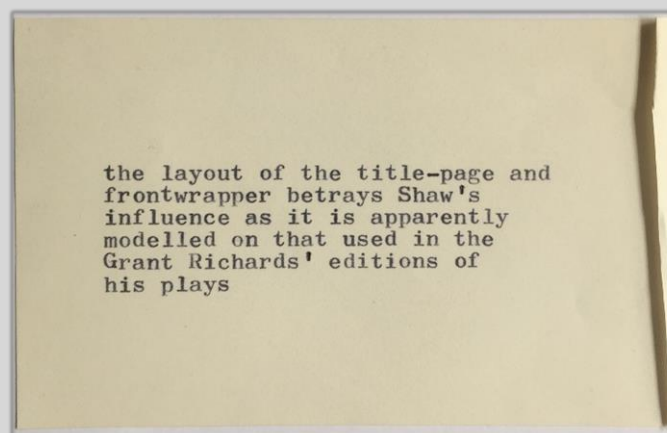 the layout of the title-page and
frontwrapper betrays Shaw's
influence as it is apparently
modelled on that used in the
Grant Richards' editions of
his plays